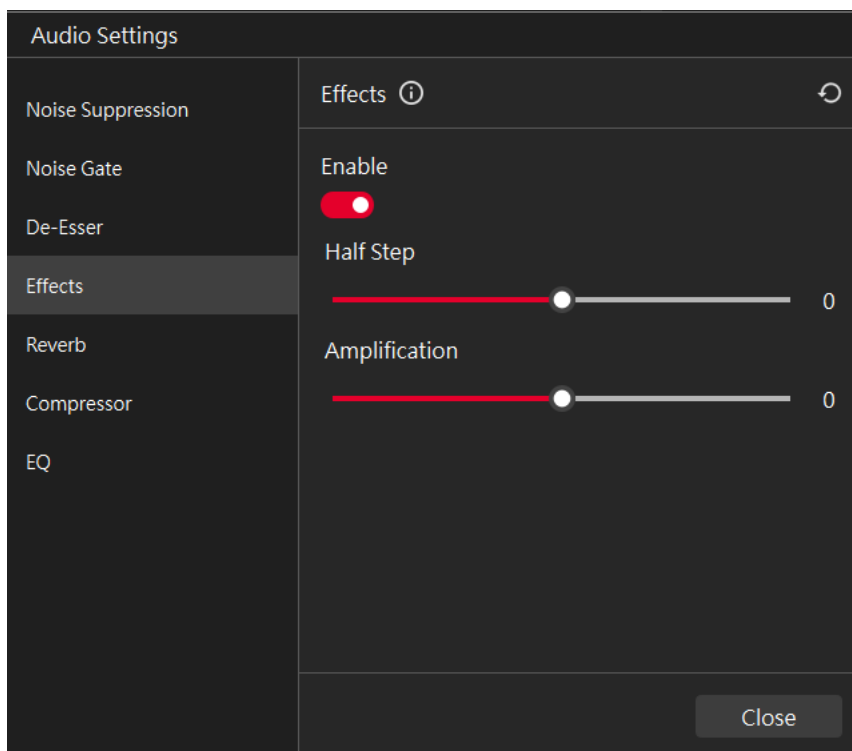 Audio Settings
Noise Suppression
Noise Gate
De-Esser
Effects
Reverb
Compressor
EQ
Effects
Enable
Half Step
0
Amplification
0
Close